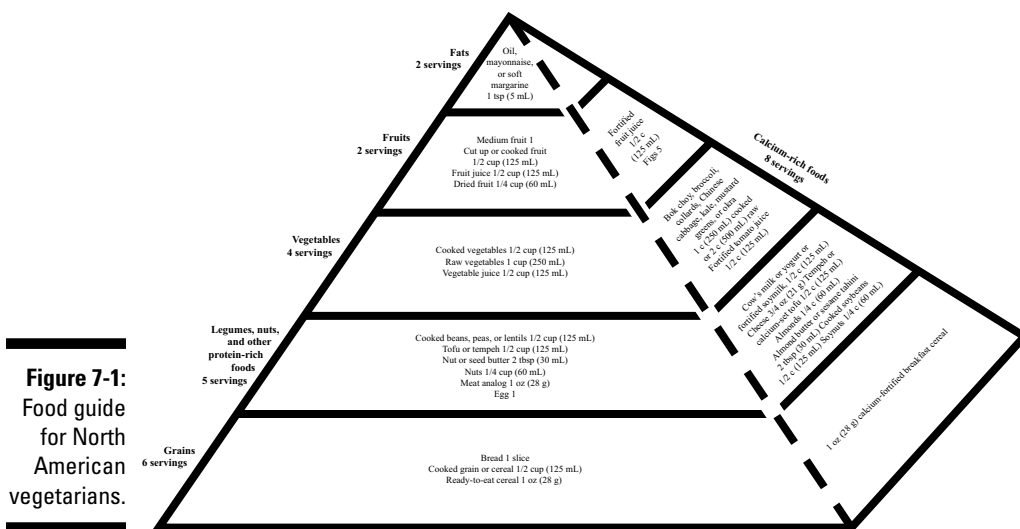 Fats
2 servings
Oil,
mayonnaise,
or soft
margarine
1 tsp (5 mL)
Fruits
2 servings
Medium fruit 1
Cut up or cooked fruit
1/2 cup (125 mL)
Fruit juice 1/2 cup (125 mL)
Dried fruit 1/4 cup (60 mL)
Vegetables
4 servings
Cooked vegetables 1/2 cup (125 mL)
Raw vegetables 1 cup (250 mL)
Vegetable juice 1/2 cup (125 mL)
Legumes, nuts,
and other
protein-rich
foods
5 servings
Cooked beans, peas, or lentils 1/2 cup (125 mL)
Tofu or tempeh 1/2 cup (125 mL)
Nut or seed butter 2 tbsp (30 mL)
Nuts 1/4 cup (60 mL)
Meat analog 1 oz (28 g)
Egg 1
Grains
6 servings
Bread 1 slice
Cooked grain or cereal 1/2 cup (125 mL)
Ready-to-eat cereal 1 oz (28 g)
Calcium-rich foods
8 servings
Fortified
fruit juice
1/2 c
(125 mL)
Figs 5
Bok choy, broccoli,
collards, Chinese
cabbage, kale, mustard
greens, or okra
1 c (250 mL) cooked
or 2 c (500 mL) raw
Fortified tomato juice
1/2 c (125 mL)
Cow's milk or yogurt or
fortified soymilk, 1/2 c (125 mL)
Cheese 3/4 oz (21 g) Tempeh or
calcium-set tofu 1/2 c (125 mL)
Almonds 1/4 c (60 mL)
Almond butter or sesame tahini
2 tbsp (30 mL) Cooked soybeans
1/2 c (125 mL) Soynuts 1/4 c (60 mL)
1 oz (28 g) calcium-fortified breakfast cereal
Figure 7-1:
Food guide
for North
American
vegetarians.